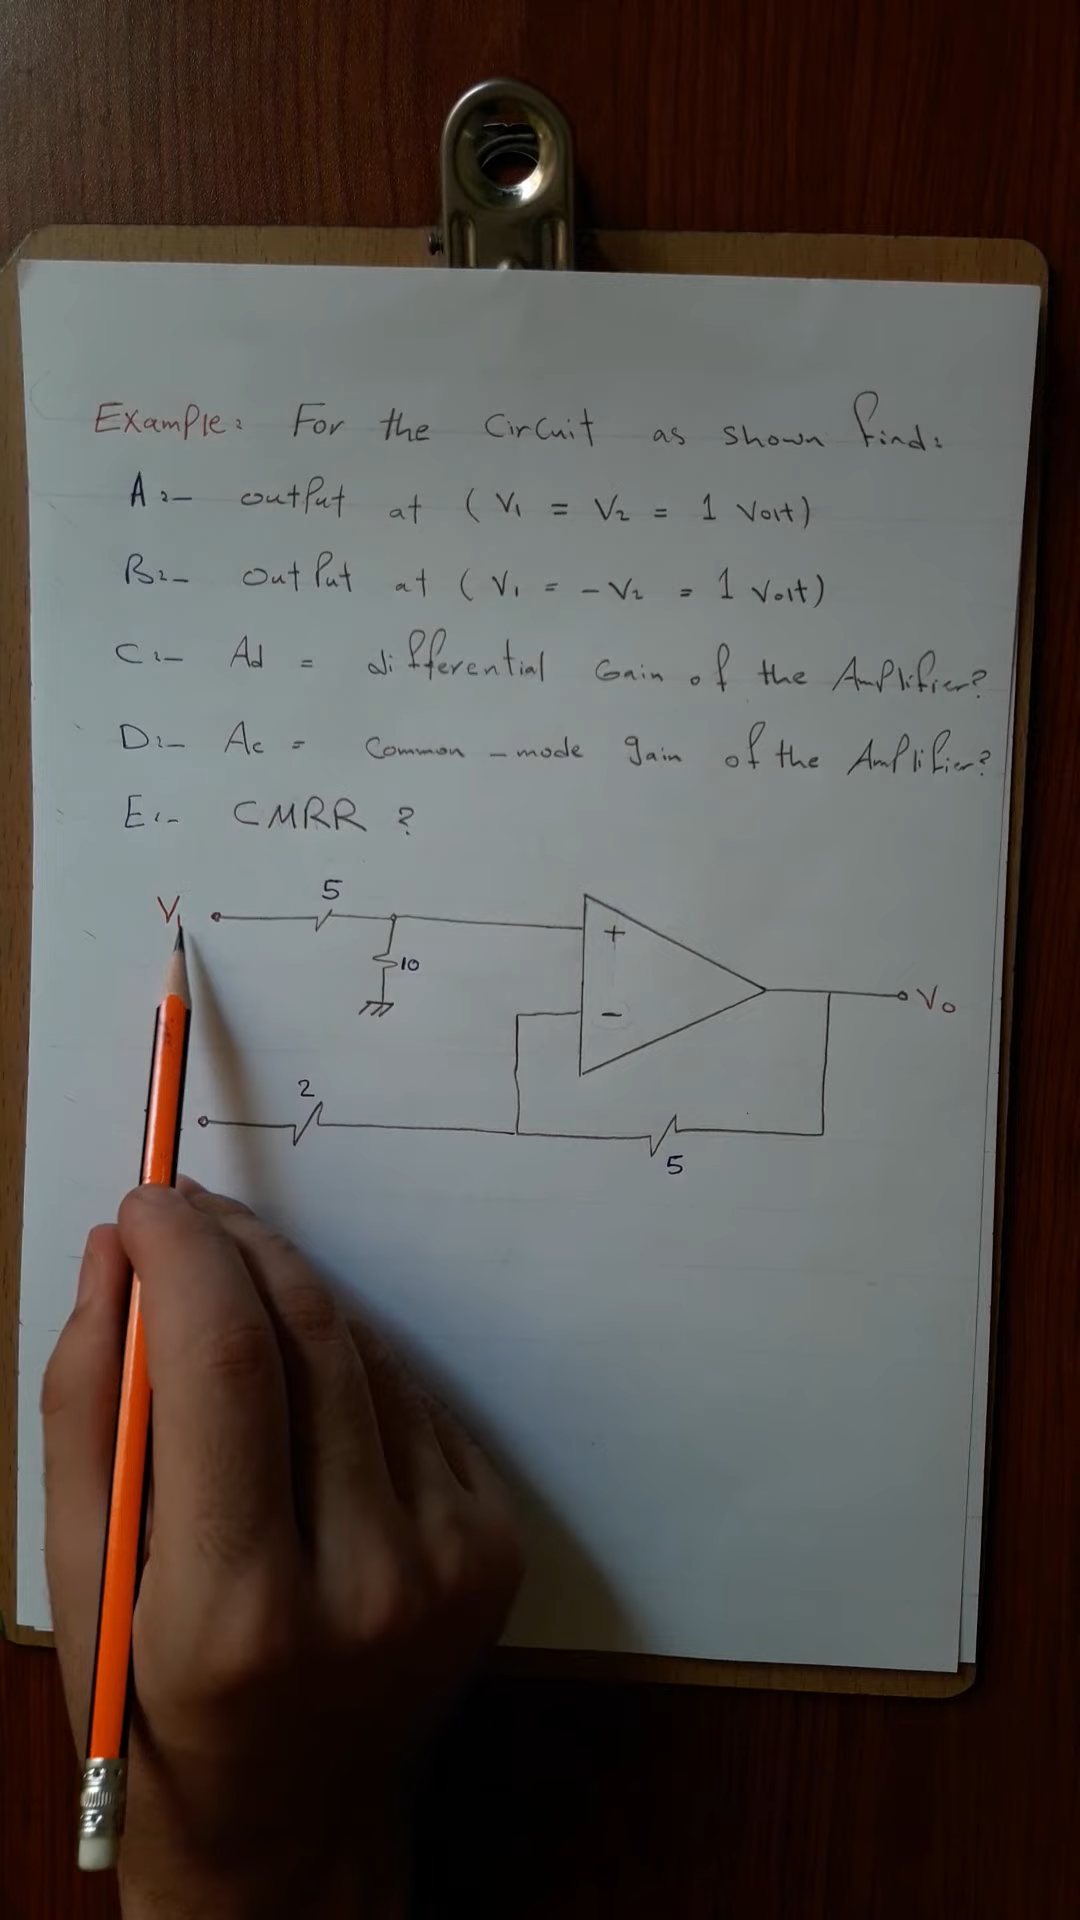 Example: For the Circuit as shown find:
A:- output at (V1 = V2 = 1 Volt)
B:- output at (V1 = -V2 = 1 Volt)
C:- Ad = differential Gain of the Amplifier?
D:- Ac = Common-mode gain of the Amplifier?
E:- CMRR ?
5
V1
+
10
-
Vo
2
5